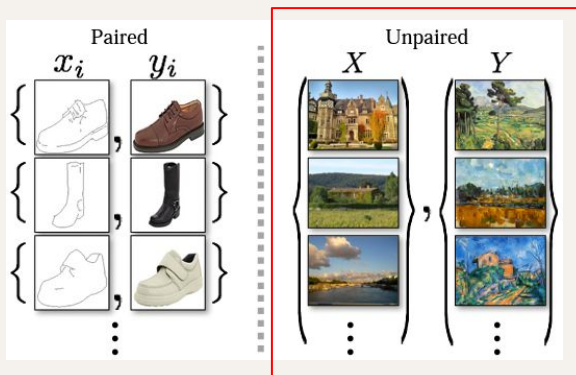 Paired
x_i y_i
{ , }
{ , }
{ , }
⋮
Unpaired
X Y
{ , }
⋮ ⋮